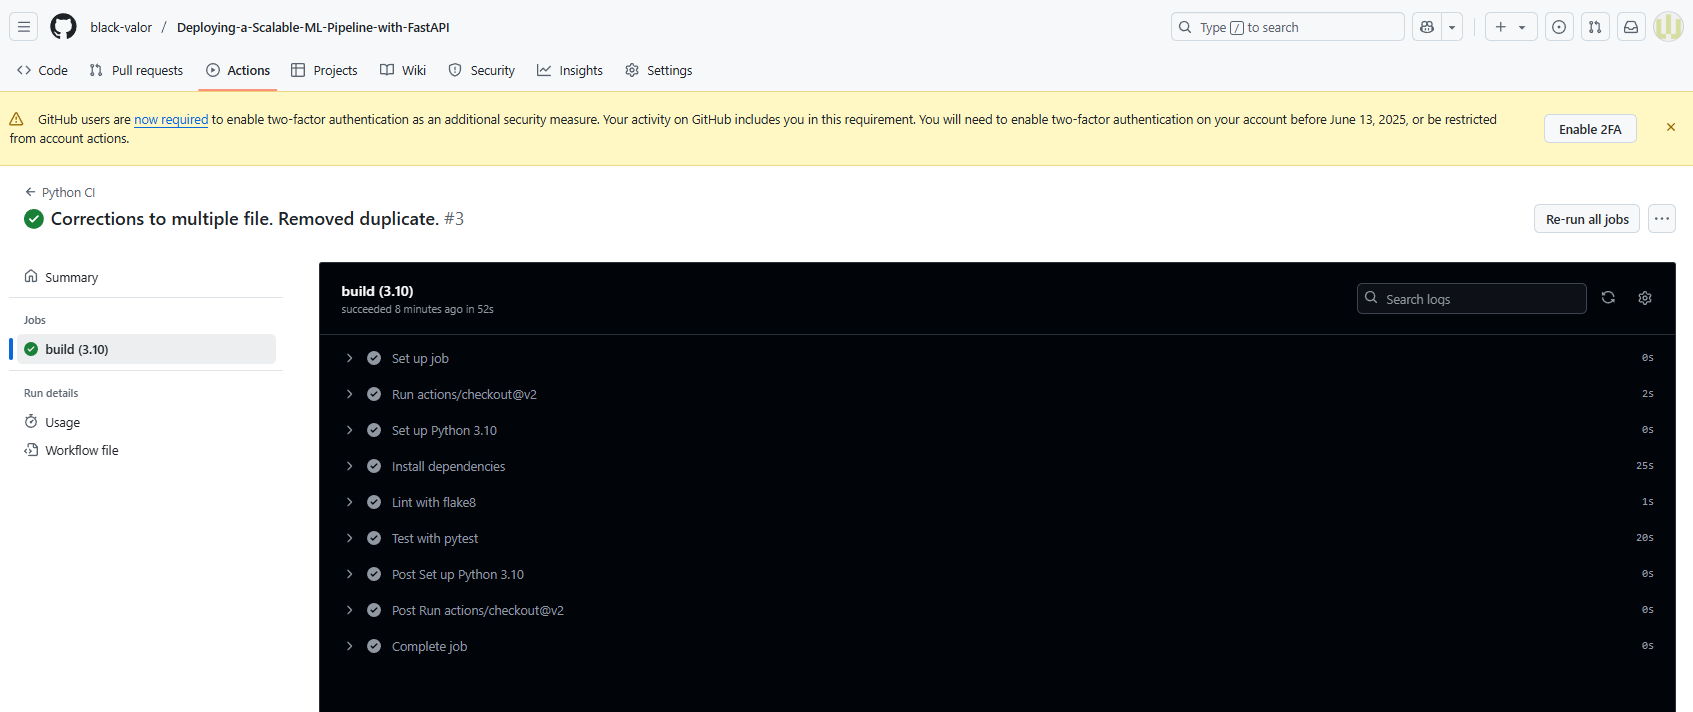 black-valor / Deploying-a-Scalable-ML-Pipeline-with-FastAPI
Type / to search
Code Pull requests Actions Projects Wiki Security Insights Settings
GitHub users are now required to enable two-factor authentication as an additional security measure. Your activity on GitHub includes you in this requirement. You will need to enable two-factor authentication on your account before June 13, 2025, or be restricted
from account actions.
Enable 2FA
Python CI
Corrections to multiple file. Removed duplicate. #3
Re-run all jobs
Summary
Jobs
build (3.10)
Run details
Usage
Workflow file
build (3.10)
succeeded 8 minutes ago in 52s
Search logs
Set up job 0s
Run actions/checkout@v2 2s
Set up Python 3.10 0s
Install dependencies 25s
Lint with flake8 1s
Test with pytest 20s
Post Set up Python 3.10 0s
Post Run actions/checkout@v2 0s
Complete job 0s